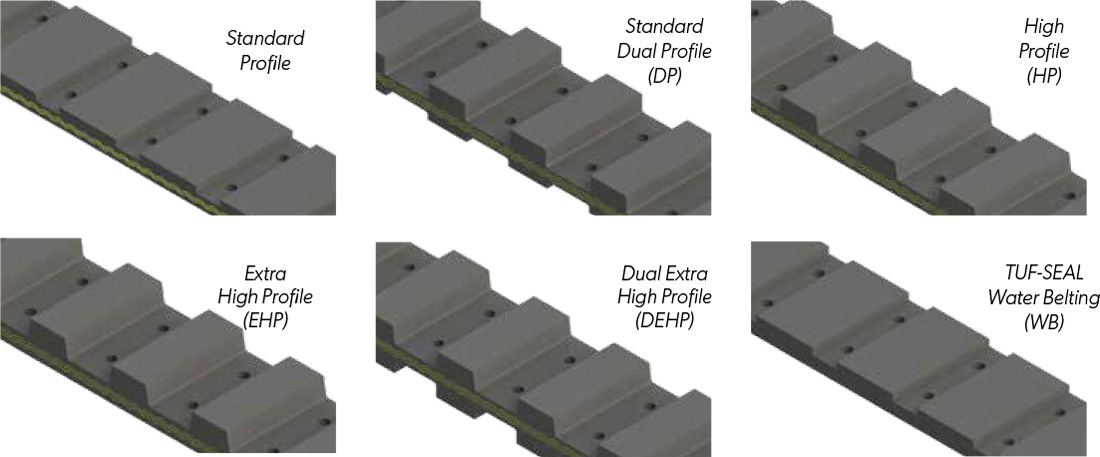 Standard
Profile
Standard
Dual Profile
(DP)
High
Profile
(HP)
Extra
High Profile
(EHP)
Dual Extra
High Profile
(DEHP)
TUF-SEAL
Water Belting
(WB)